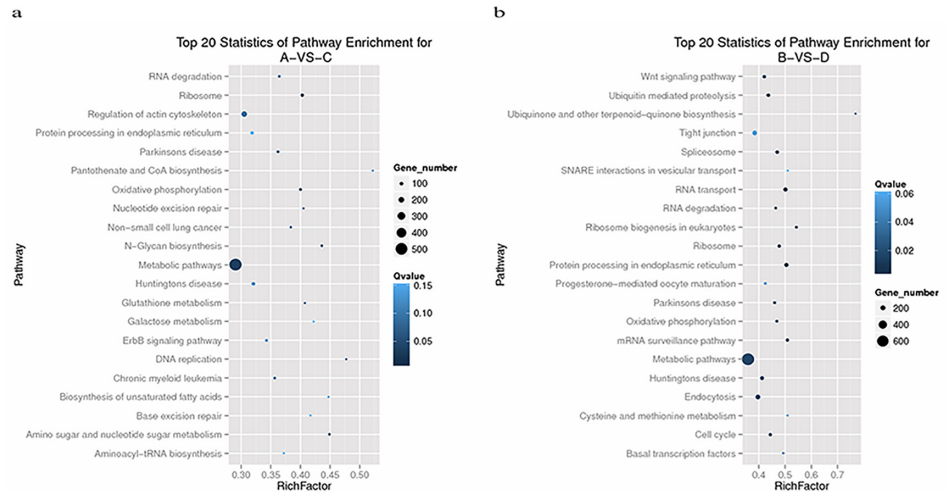 a
Top 20 Statistics of Pathway Enrichment for
A-VS-C
Pathway
RNA degradation
Ribosome
Regulation of actin cytoskeleton
Protein processing in endoplasmic reticulum
Parkinsons disease
Pantothenate and CoA biosynthesis
Oxidative phosphorylation
Nucleotide excision repair
Non-small cell lung cancer
N-Glycan biosynthesis
Metabolic pathways
Huntingtons disease
Glutathione metabolism
Galactose metabolism
ErbB signaling pathway
DNA replication
Chronic myeloid leukemia
Biosynthesis of unsaturated fatty acids
Base excision repair
Amino sugar and nucleotide sugar metabolism
Aminoacyl-tRNA biosynthesis
0.30 0.35 0.40 0.45 0.50
RichFactor
Gene_number
100
200
300
400
500
Qvalue
0.15
0.10
0.05
b
Top 20 Statistics of Pathway Enrichment for
B-VS-D
Pathway
Wnt signaling pathway
Ubiquitin mediated proteolysis
Ubiquinone and other terpenoid-quinone biosynthesis
Tight junction
Spliceosome
SNARE interactions in vesicular transport
RNA transport
RNA degradation
Ribosome biogenesis in eukaryotes
Ribosome
Protein processing in endoplasmic reticulum
Progesterone-mediated oocyte maturation
Parkinsons disease
Oxidative phosphorylation
mRNA surveillance pathway
Metabolic pathways
Huntingtons disease
Endocytosis
Cysteine and methionine metabolism
Cell cycle
Basal transcription factors
0.4 0.5 0.6 0.7
RichFactor
Qvalue
0.06
0.04
0.02
Gene_number
200
400
600